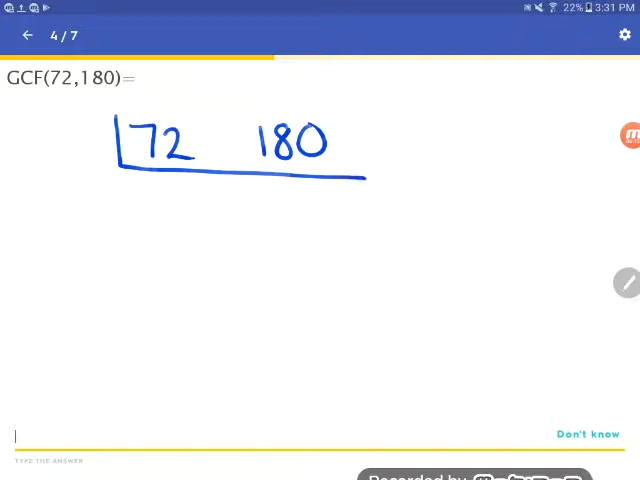 22% 3:31 PM
4 / 7
GCF(72,180)=
72 180
Don't know
TYPE THE ANSWER
Recorded by